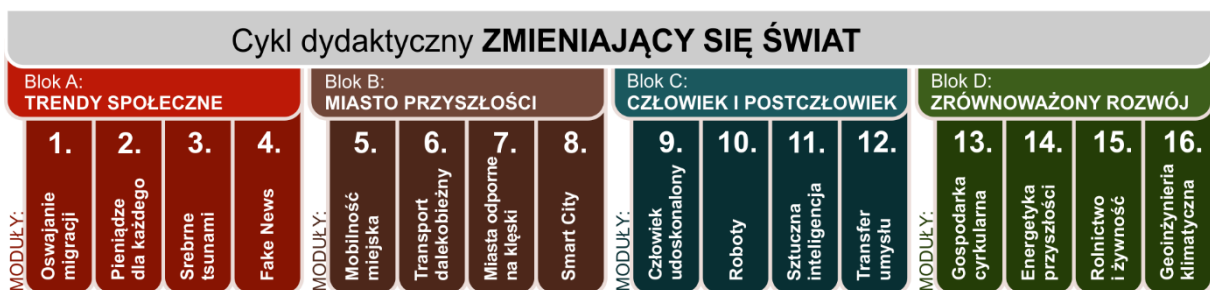 Cykl dydaktyczny ZMIENIAJĄCY SIĘ ŚWIAT
Blok A:
TRENDY SPOŁECZNE
MODUŁY:
1.
Oswajanie
migracji
2.
Pieniądze
dla każdego
3.
Srebrne
tsunami
4.
Fake News
Blok B:
MIASTO PRZYSZŁOŚCI
MODUŁY:
5.
Mobilność
miejska
6.
Transport
dalekobieżny
7.
Miasta odporne
na klęski
8.
Smart City
Blok C:
CZŁOWIEK I POSTCZŁOWIEK
MODUŁY:
9.
Człowiek
udoskonalony
10.
Roboty
11.
Sztuczna
inteligencja
12.
Transfer
umysłu
Blok D:
ZRÓWNOWAŻONY ROZWÓJ
MODUŁY:
13.
Gospodarka
cyrkularna
14.
Energetyka
przyszłości
15.
Rolnictwo
i żywność
16.
Geoinżynieria
klimatyczna